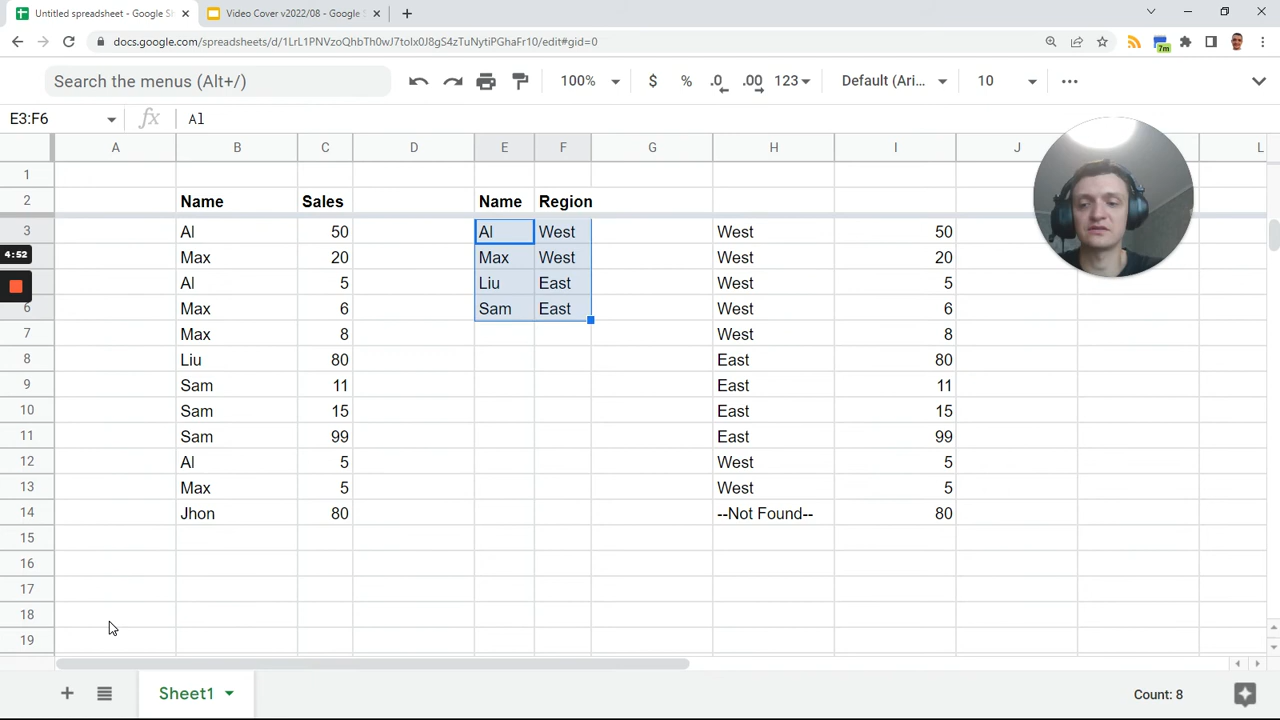 Untitled spreadsheet - Google S
Video Cover v2022/08 - Google
docs.google.com/spreadsheets/d/1LrL1PNVzoQhbTh0wJ7tolx0J8gS4zTuNytiPGhaFr10/edit#gid=0
7m
Search the menus (Alt+/) 100% $ % .0 .00 123 Default (Ari... 10
E3:F6 fx Al
A B C D E F G H I J L
1
2 Name Sales Name Region
3 Al 50 Al West West 50
Max 20 Max West West 20
4:52
Al 5 Liu East West 5
6 Max 6 Sam East West 6
7 Max 8 West 8
8 Liu 80 East 80
9 Sam 11 East 11
10 Sam 15 East 15
11 Sam 99 East 99
12 Al 5 West 5
13 Max 5 West 5
14 Jhon 80 --Not Found-- 80
15
16
17
18
19
Sheet1 Count: 8